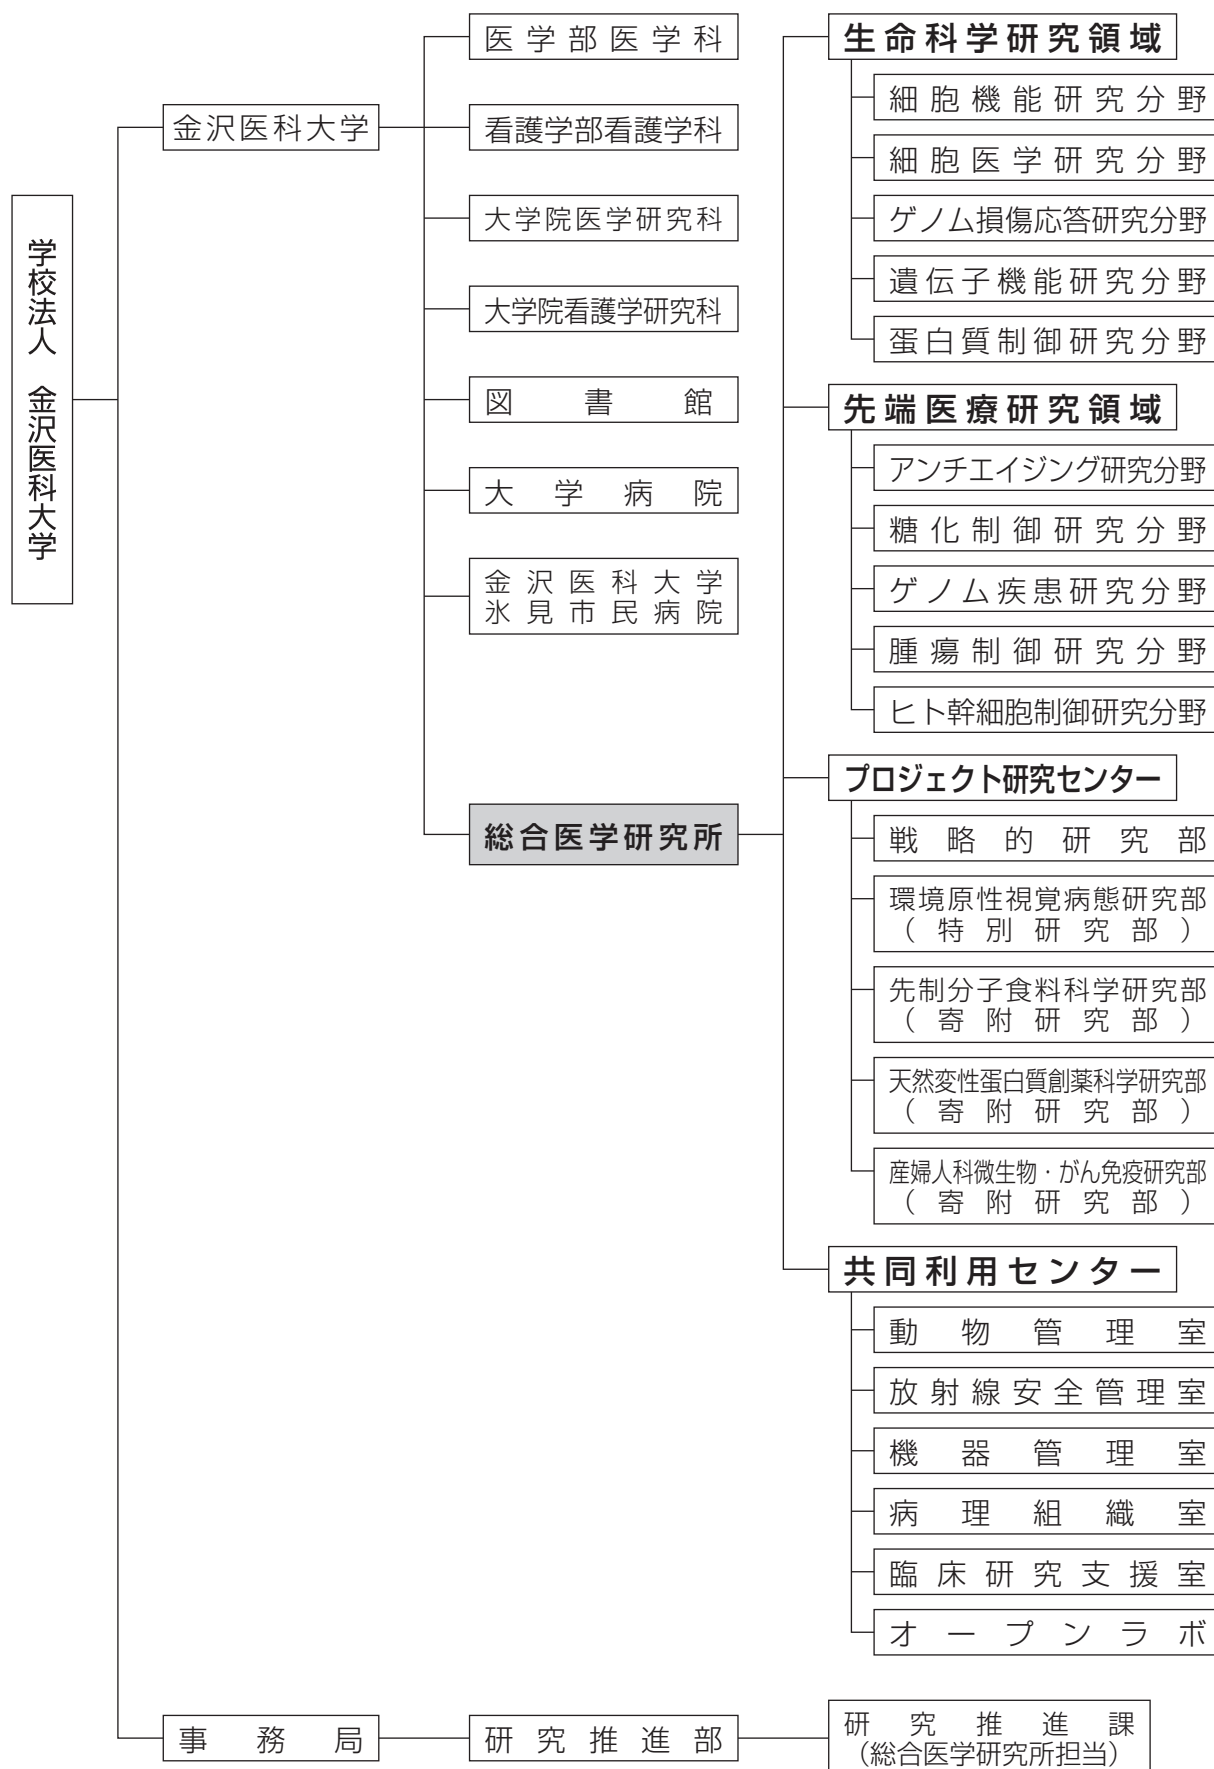 学校法人 金沢医科大学
金沢医科大学
医学部医学科
看護学部看護学科
大学院医学研究科
大学院看護学研究科
図書館
大学病院
金沢医科大学
氷見市民病院
総合医学研究所
生命科学研究領域
細胞機能研究分野
細胞医学研究分野
ゲノム損傷応答研究分野
遺伝子機能研究分野
蛋白質制御研究分野
先端医療研究領域
アンチエイジング研究分野
糖化制御研究分野
ゲノム疾患研究分野
腫瘍制御研究分野
ヒト幹細胞制御研究分野
プロジェクト研究センター
戦略的研究部
環境原性視覚病態研究部
(特別研究部)
先制分子食料科学研究部
(寄附研究部)
天然変性蛋白質創薬科学研究部
(寄附研究部)
産婦人科微生物・がん免疫研究部
(寄附研究部)
共同利用センター
動物管理室
放射線安全管理室
機器管理室
病理組織室
臨床研究支援室
オープンラボ
事務局
研究推進部
研究推進課
(総合医学研究所担当)